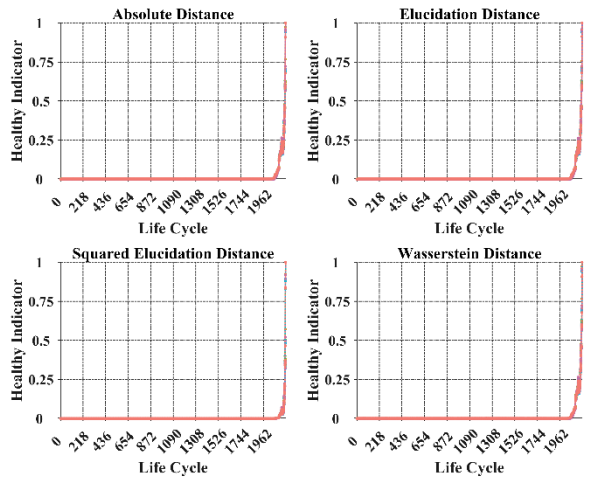 Absolute Distance
Healthy Indicator
1
0.75
0.5
0.25
0
0 218 436 654 872 1090 1308 1526 1744 1962
Life Cycle
Elucidation Distance
Healthy Indicator
1
0.75
0.5
0.25
0
0 218 436 654 872 1090 1308 1526 1744 1962
Life Cycle
Squared Elucidation Distance
Healthy Indicator
1
0.75
0.5
0.25
0
0 218 436 654 872 1090 1308 1526 1744 1962
Life Cycle
Wasserstein Distance
Healthy Indicator
1
0.75
0.5
0.25
0
0 218 436 654 872 1090 1308 1526 1744 1962
Life Cycle